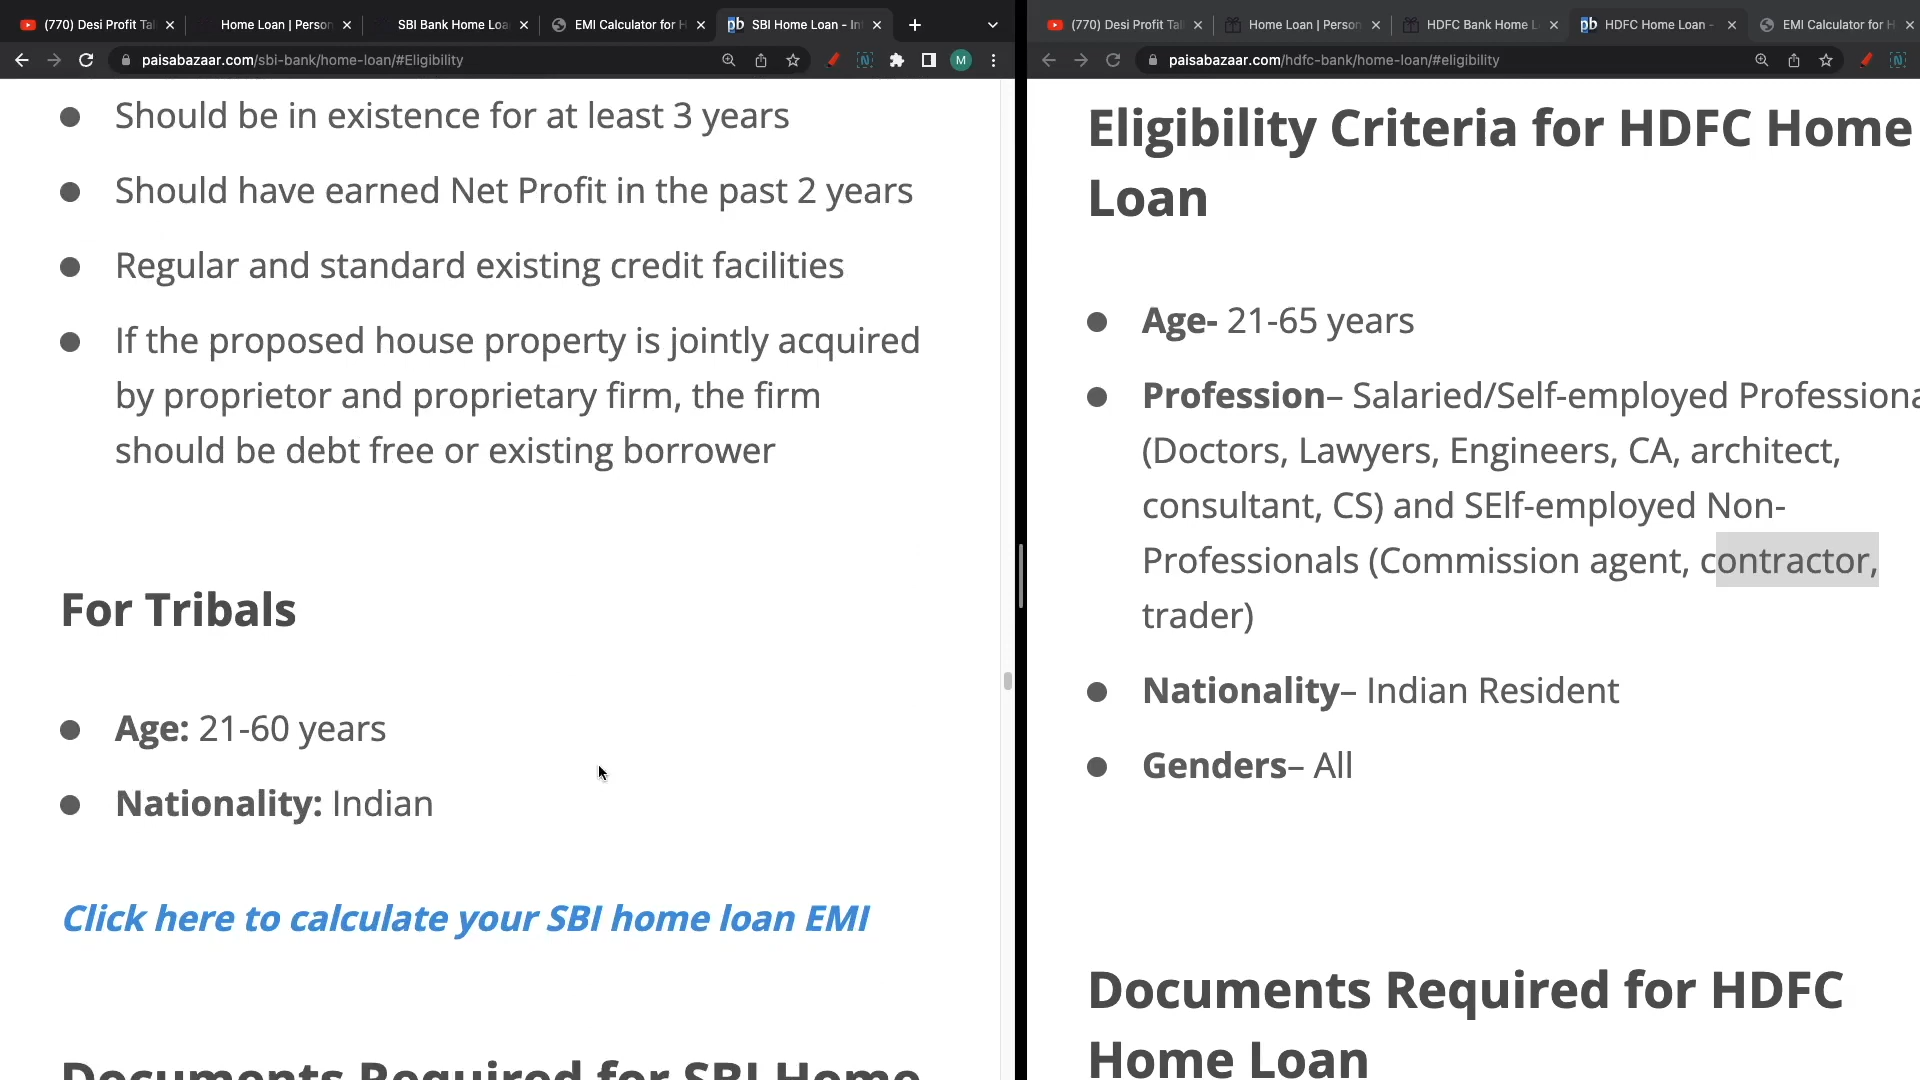 (770) Desi Profit Ta
Home Loan | Person
SBI Bank Home Loa
EMI Calculator for H
pb SBI Home Loan - In
paisabazaar.com/sbi-bank/home-loan/#Eligibility
M
Should be in existence for at least 3 years
Should have earned Net Profit in the past 2 years
Regular and standard existing credit facilities
If the proposed house property is jointly acquired
by proprietor and proprietary firm, the firm
should be debt free or existing borrower
For Tribals
Age: 21-60 years
Nationality: Indian
Click here to calculate your SBI home loan EMI
Documents Required for SBI Home
(770) Desi Profit Tal
Home Loan | Person
HDFC Bank Home L
pb HDFC Home Loan -
EMI Calculator for H
paisabazaar.com/hdfc-bank/home-loan/#eligibility
Eligibility Criteria for HDFC Home
Loan
Age- 21-65 years
Profession– Salaried/Self-employed Professiona
(Doctors, Lawyers, Engineers, CA, architect,
consultant, CS) and SElf-employed Non-
Professionals (Commission agent, contractor,
trader)
Nationality– Indian Resident
Genders– All
Documents Required for HDFC
Home Loan